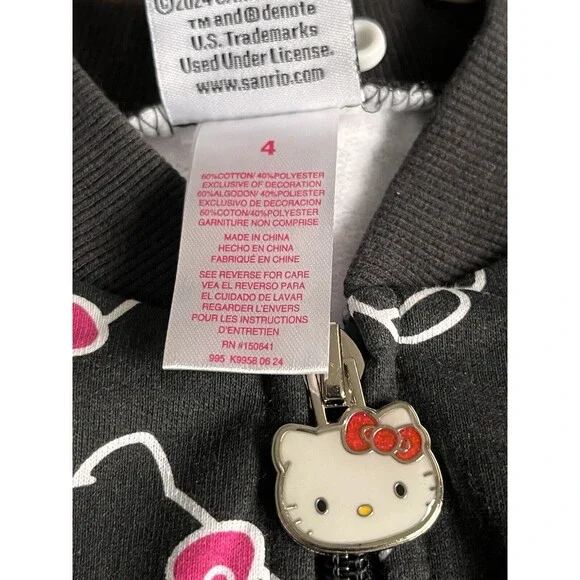 ©2024 SAN
TM and ® denote
U.S. Trademarks
Used Under License.
www.sanrio.com
4
60%COTTON/ 40%POLYESTER
EXCLUSIVE OF DECORATION
60%ALGODON/ 40%POLIESTER
EXCLUSIVO DE DECORACION
60%COTON/40%POLYESTER
GARNITURE NON COMPRISE
MADE IN CHINA
HECHO EN CHINA
FABRIQUÉ EN CHINE
SEE REVERSE FOR CARE
VEA EL REVERSO PARA
EL CUIDADO DE LAVAR
REGARDER L'ENVERS
POUR LES INSTRUCTIONS
D'ENTRETIEN
RN #150641
995 K9958 06 24